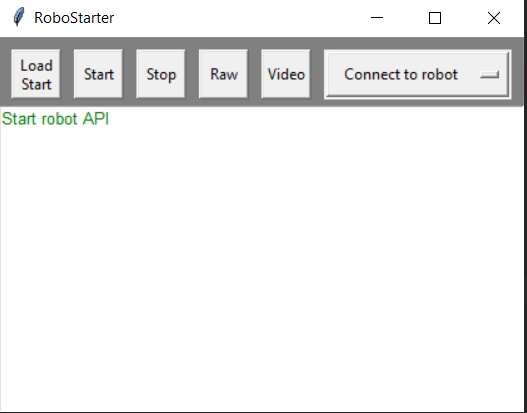 RoboStarter
Load
Start
Start
Stop
Raw
Video
Connect to robot
Start robot API